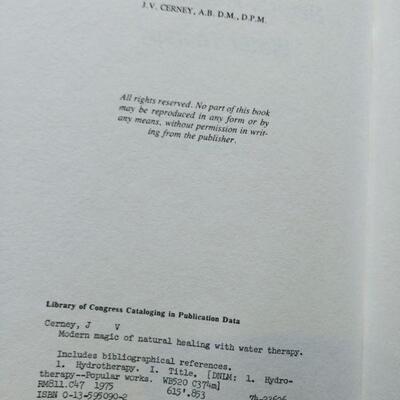 J.V. CERNEY, A.B. D.M., D.P.M.
All rights reserved. No part of this book
may be reproduced in any form or by
any means, without permission in writ-
ing from the publisher.
Library of Congress Cataloging in Publication Data
Cerney, J V
Modern magic of natural healing with water therapy.
Includes bibliographical references.
1. Hydrotherapy. I. Title. [DNLM: 1. Hydro-
therapy--Popular works. WB520 C374m]
RM811.C47 1975 615'.853
ISBN 0-13-595090-2